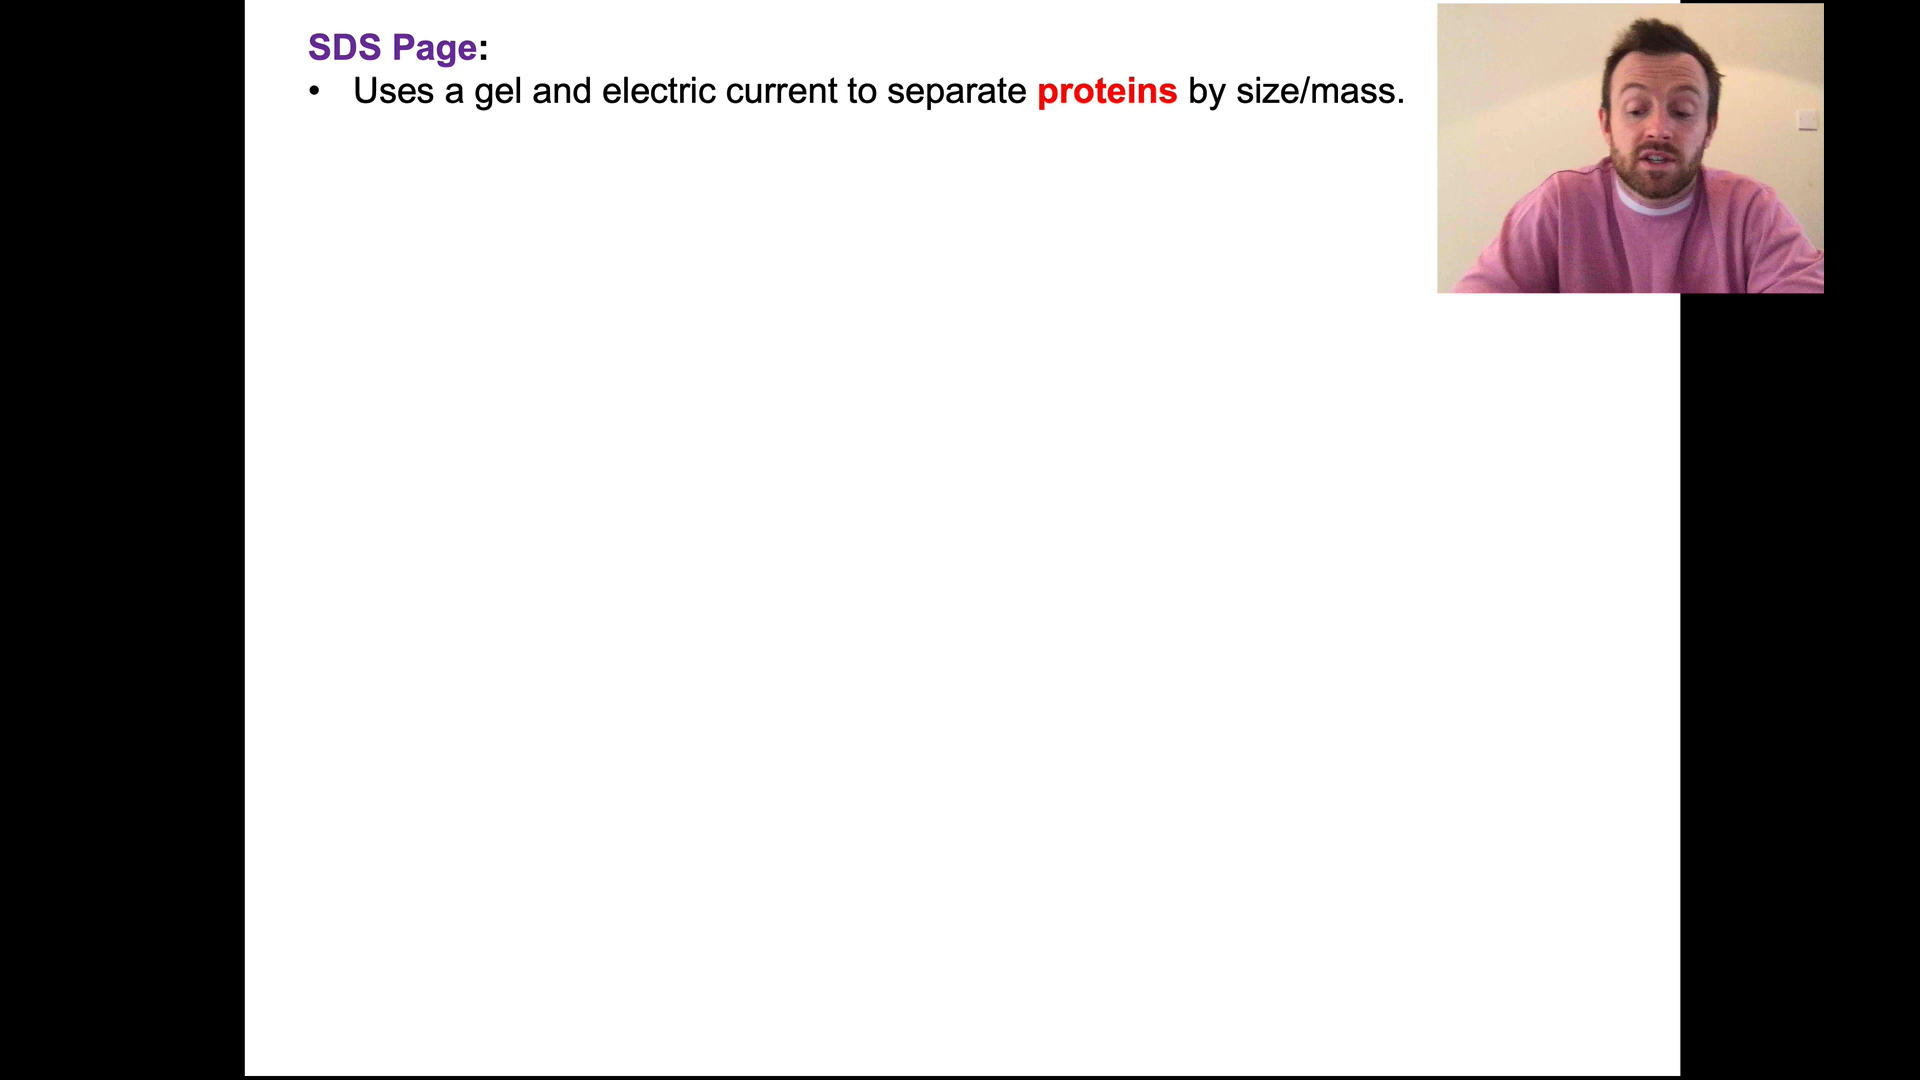 SDS Page:
• Uses a gel and electric current to separate proteins by size/mass.